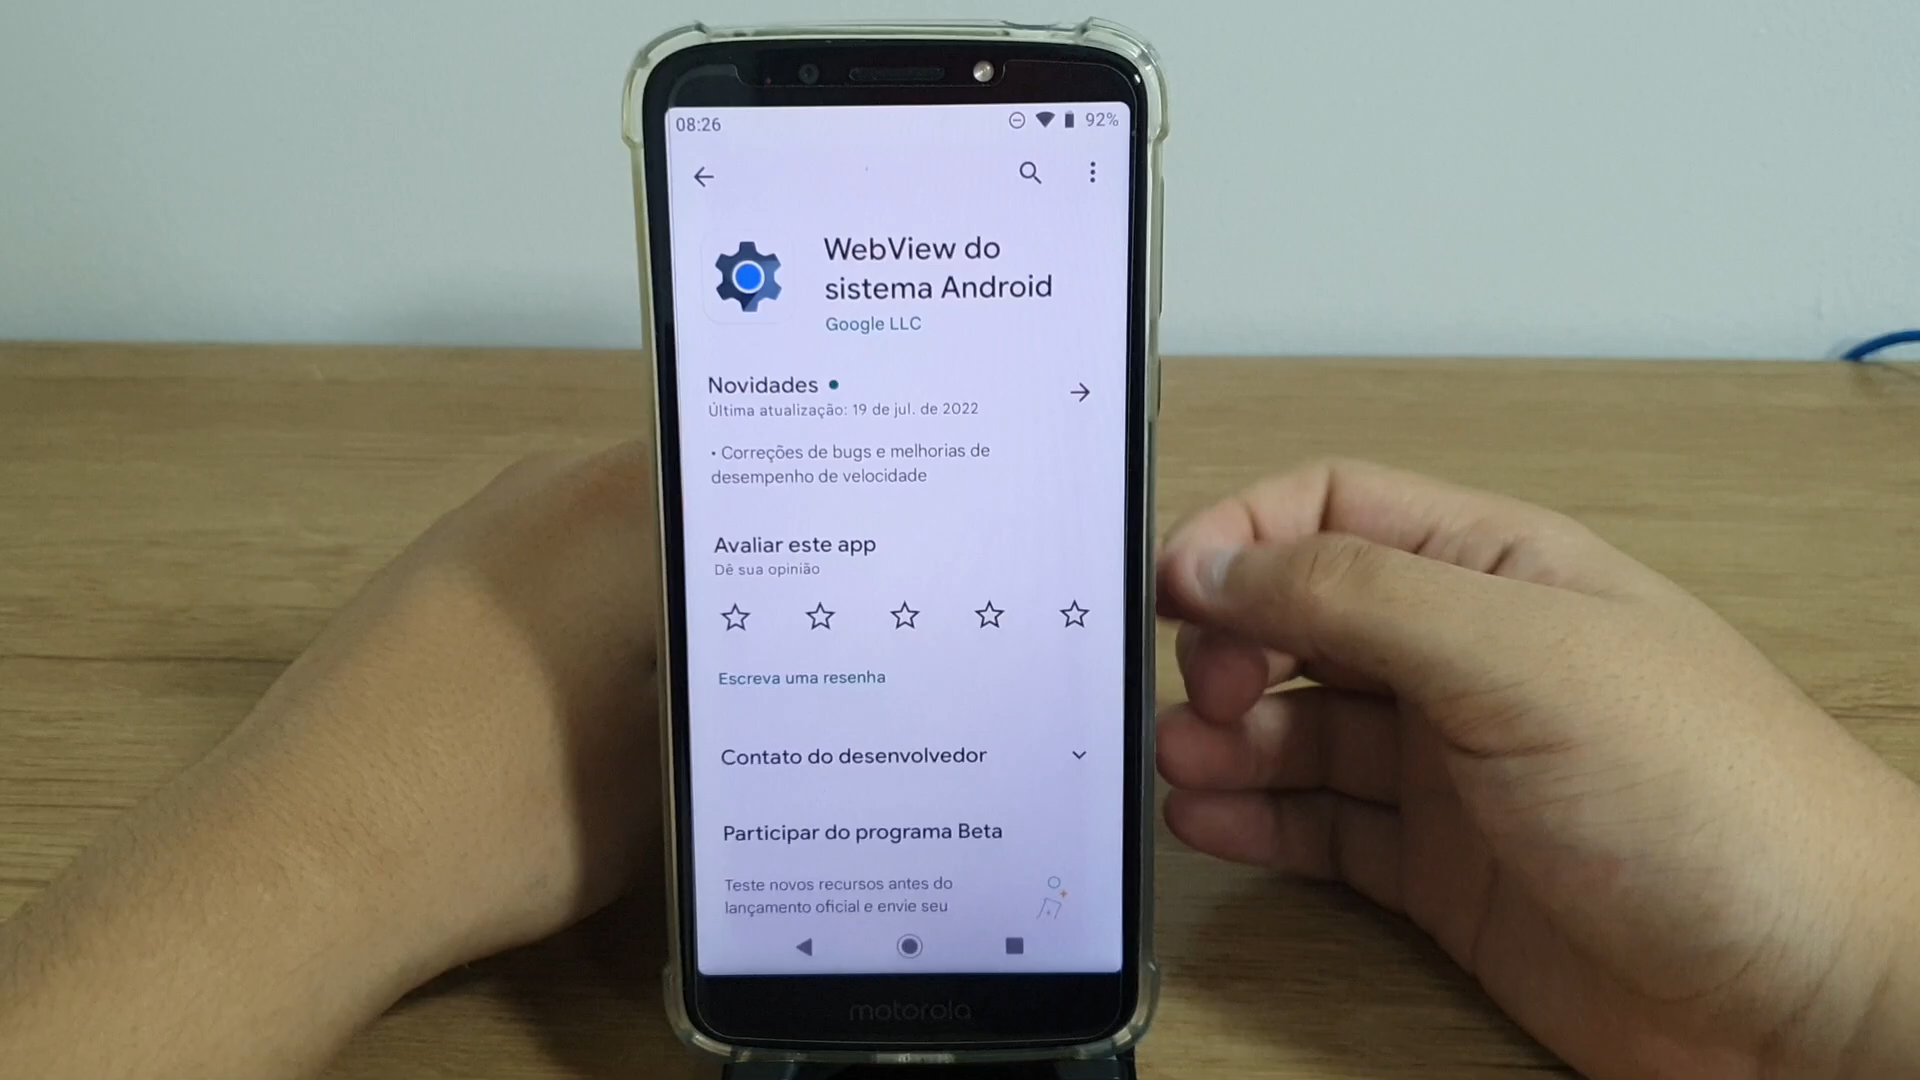 08:26
92%
WebView do
sistema Android
Google LLC
Novidades
Última atualização: 19 de jul. de 2022
• Correções de bugs e melhorias de
desempenho de velocidade
Avaliar este app
Dê sua opinião
Escreva uma resenha
Contato do desenvolvedor
Participar do programa Beta
Teste novos recursos antes do
lançamento oficial e envie seu
motorola